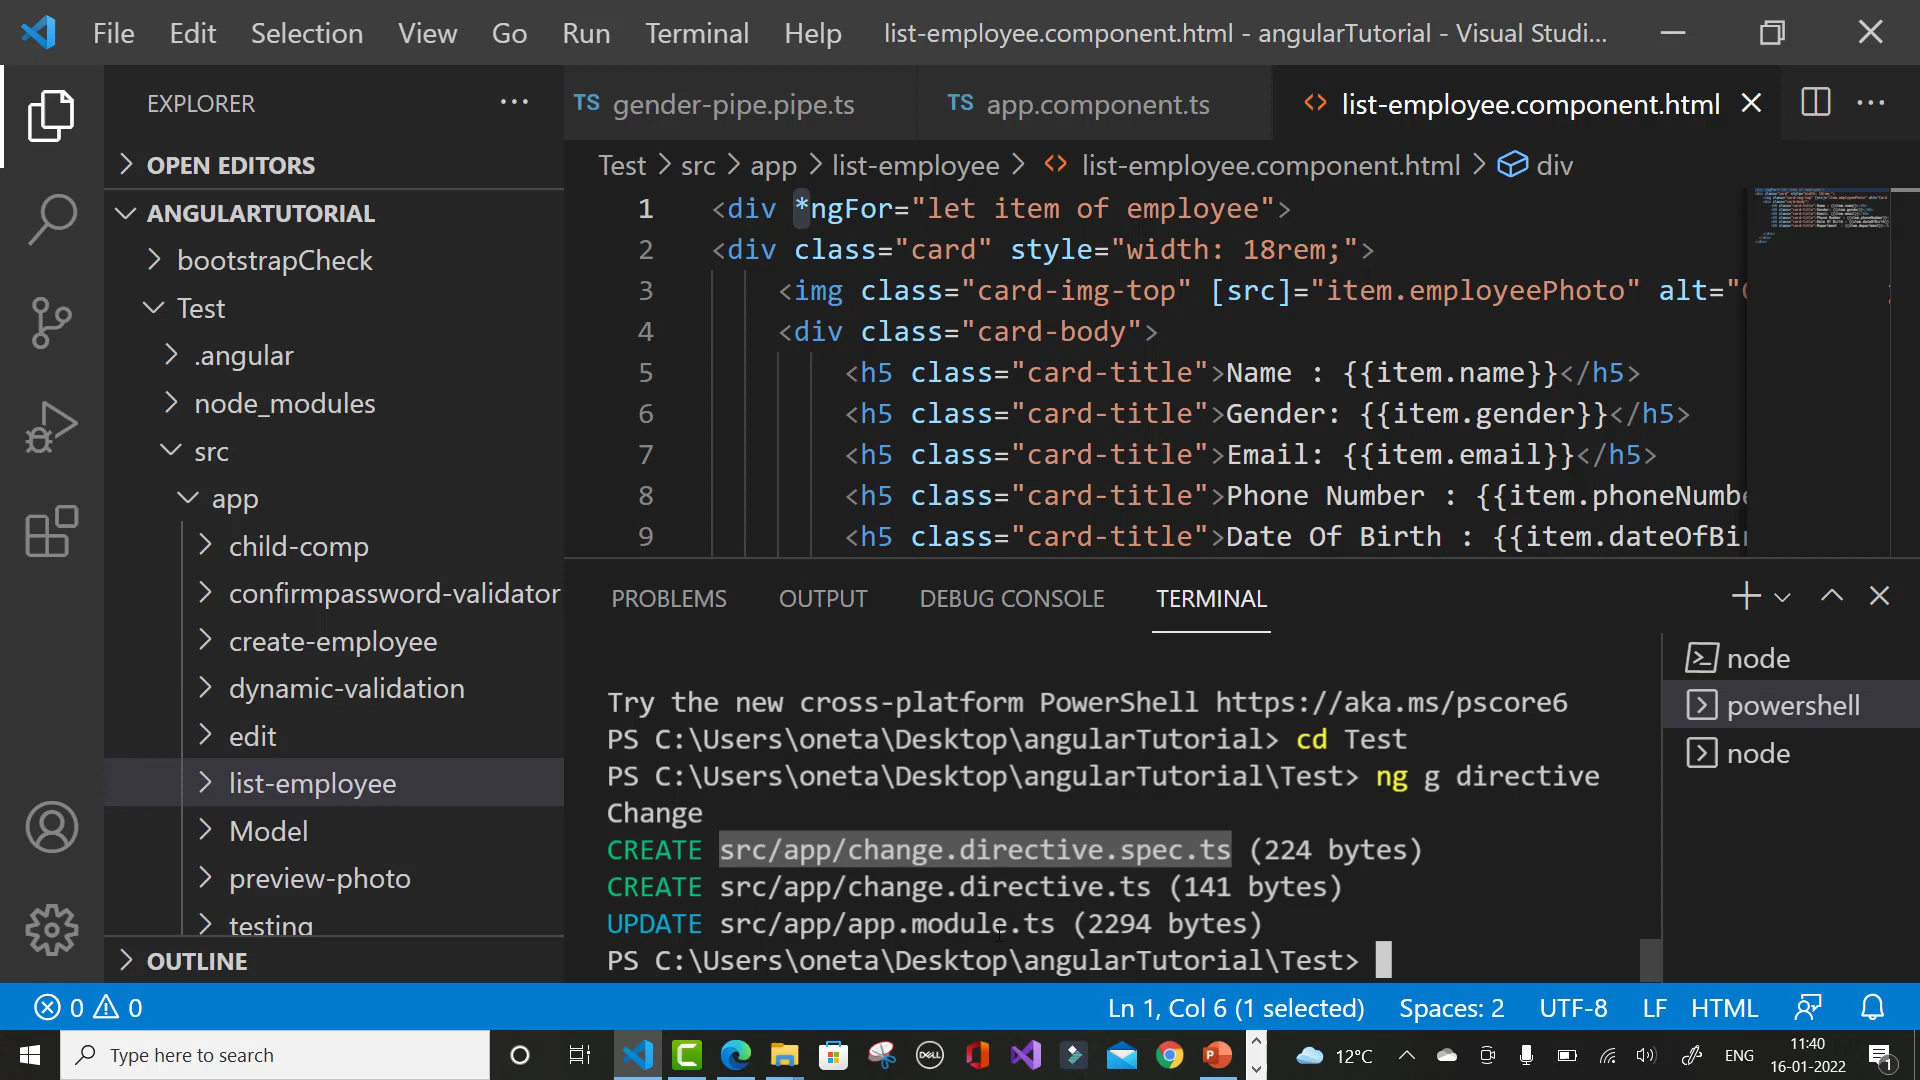 File Edit Selection View Go Run Terminal Help list-employee.component.html - angularTutorial - Visual Studi...
EXPLORER ...
TS gender-pipe.pipe.ts TS app.component.ts <> list-employee.component.html
Test > src > app > list-employee > <> list-employee.component.html > div
OPEN EDITORS
ANGULARTUTORIAL
bootstrapCheck
Test
.angular
node_modules
src
app
child-comp
confirmpassword-validator
create-employee
dynamic-validation
edit
list-employee
Model
preview-photo
testing
OUTLINE
1 <div *ngFor="let item of employee">
2 <div class="card" style="width: 18rem;">
3 <img class="card-img-top" [src]="item.employeePhoto" alt="
4 <div class="card-body">
5 <h5 class="card-title">Name : {{item.name}}</h5>
6 <h5 class="card-title">Gender: {{item.gender}}</h5>
7 <h5 class="card-title">Email: {{item.email}}</h5>
8 <h5 class="card-title">Phone Number : {{item.phoneNumbe
9 <h5 class="card-title">Date Of Birth : {{item.dateOfBi
PROBLEMS OUTPUT DEBUG CONSOLE TERMINAL
Try the new cross-platform PowerShell https://aka.ms/pscore6
PS C:\Users\oneta\Desktop\angularTutorial> cd Test
PS C:\Users\oneta\Desktop\angularTutorial\Test> ng g directive
Change
CREATE src/app/change.directive.spec.ts (224 bytes)
CREATE src/app/change.directive.ts (141 bytes)
UPDATE src/app/app.module.ts (2294 bytes)
PS C:\Users\oneta\Desktop\angularTutorial\Test>
node
powershell
node
0 0 Ln 1, Col 6 (1 selected) Spaces: 2 UTF-8 LF HTML
Type here to search
DELL
12°C ENG 11:40
16-01-2022
1